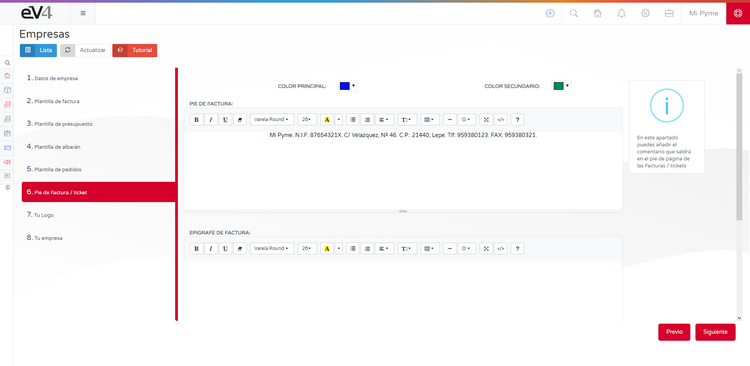 eV4
Mi Pyme
Empresas
Lista
Actualizar
Tutorial
1. Datos de empresa
2. Plantilla de factura
3. Plantilla de presupuesto
4. Plantilla de albarán
5. Plantilla de pedidos
6. Pie de Factura / ticket
7. Tu Logo
8. Tu empresa
COLOR PRINCIPAL:
COLOR SECUNDARIO:
PIE DE FACTURA:
B I U Varela Round 28 A T </> ?
Mi Pyme. N.I.F: 87654321X. C/ Velazquez, Nº 46. C.P.: 21440, Lepe. Tlf: 959380123. FAX: 959380321.
EPIGRAFE DE FACTURA:
B I U Varela Round 28 A T </> ?
i
En este apartado
puedes añadir el
comentario que saldrá
en el pie de página de
las Facturas / tickets
Previo
Siguiente